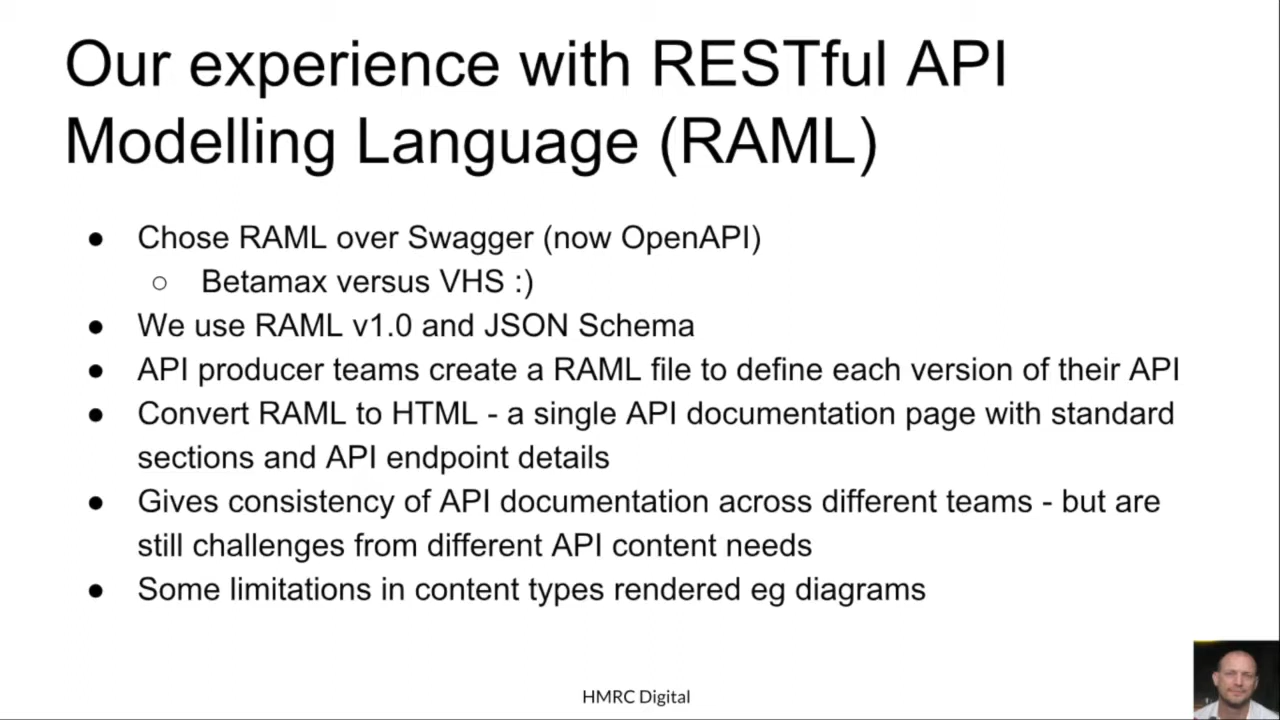 Our experience with RESTful API
Modelling Language (RAML)
● Chose RAML over Swagger (now OpenAPI)
○ Betamax versus VHS :)
● We use RAML v1.0 and JSON Schema
● API producer teams create a RAML file to define each version of their API
● Convert RAML to HTML - a single API documentation page with standard
sections and API endpoint details
● Gives consistency of API documentation across different teams - but are
still challenges from different API content needs
● Some limitations in content types rendered eg diagrams
HMRC Digital